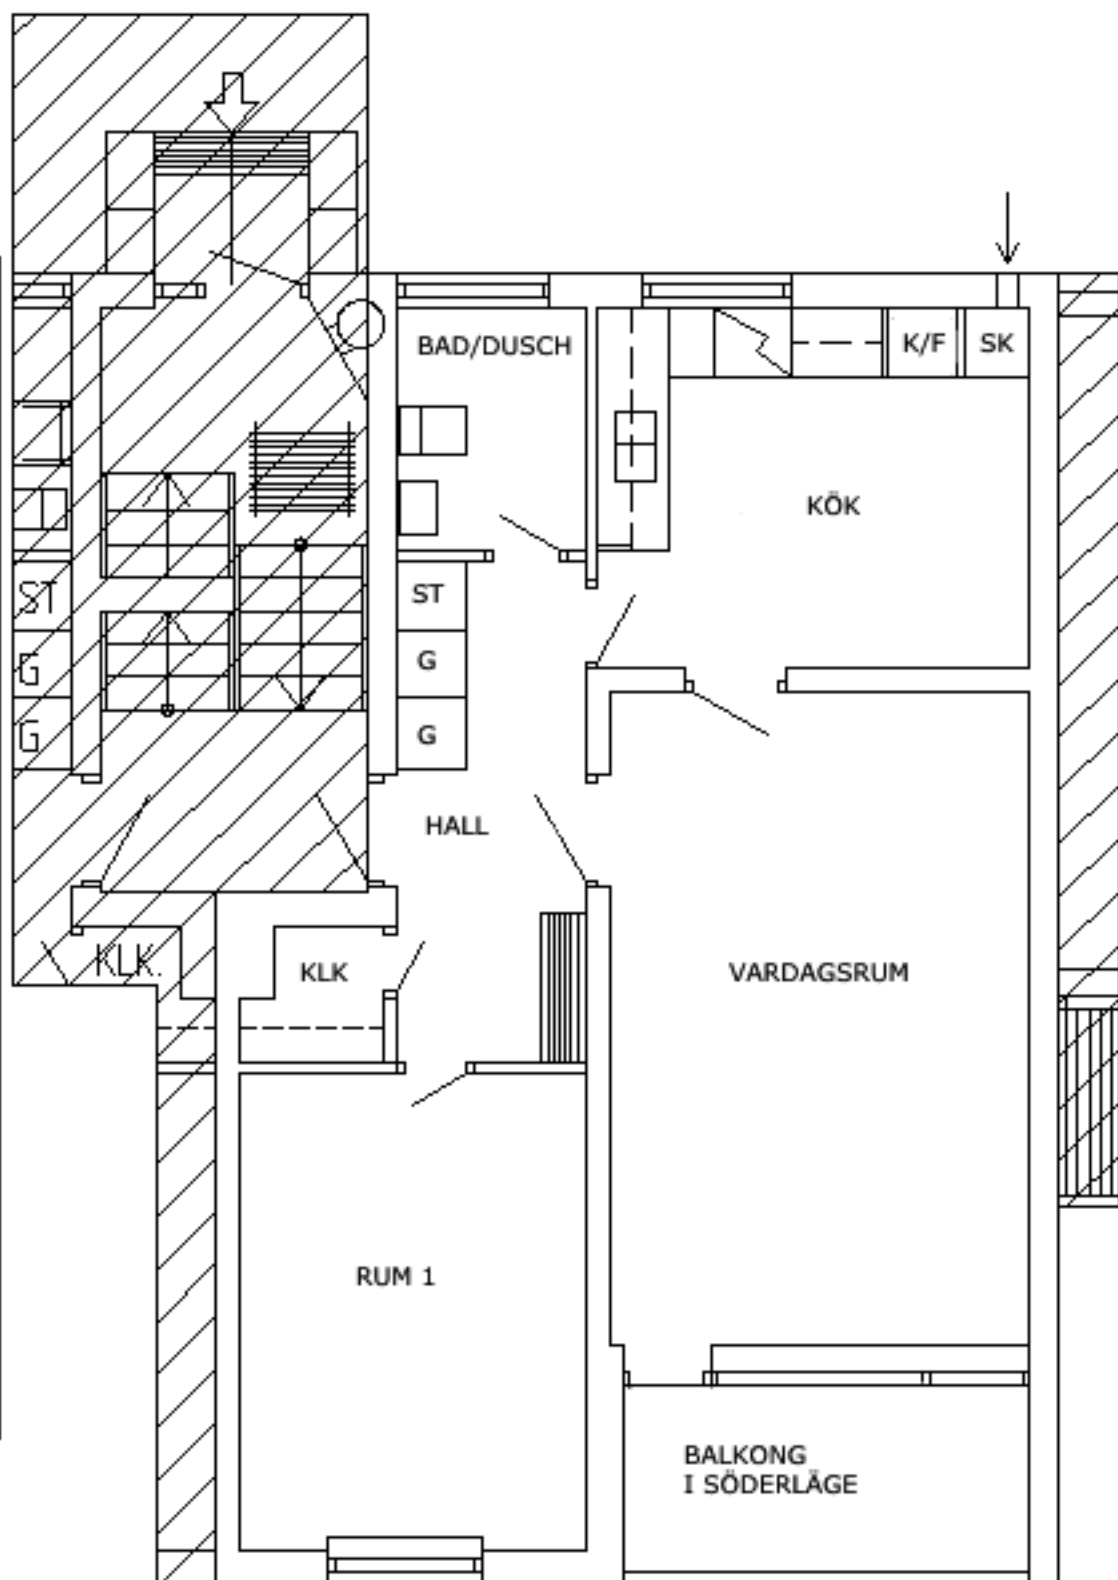 BAD/DUSCH
K/F
SK
KÖK
ST
G
G
ST
G
G
HALL
KLK.
KLK
VARDAGSRUM
RUM 1
BALKONG
I SÖDERLÄGE